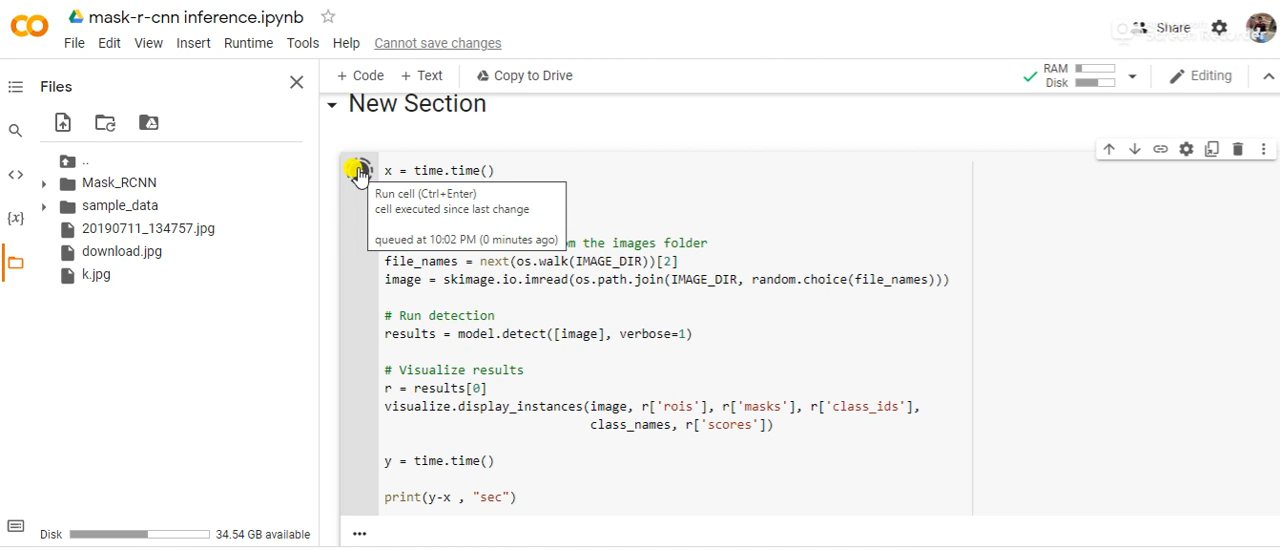 mask-r-cnn inference.ipynb
File Edit View Insert Runtime Tools Help Cannot save changes
Share
Files
+ Code + Text Copy to Drive
RAM
Disk
Editing
New Section
..
Mask_RCNN
sample_data
20190711_134757.jpg
download.jpg
k.jpg
x = time.time()
Run cell (Ctrl+Enter)
cell executed since last change
queued at 10:02 PM (0 minutes ago)
om the images folder
file_names = next(os.walk(IMAGE_DIR))[2]
image = skimage.io.imread(os.path.join(IMAGE_DIR, random.choice(file_names)))
# Run detection
results = model.detect([image], verbose=1)
# Visualize results
r = results[0]
visualize.display_instances(image, r['rois'], r['masks'], r['class_ids'],
class_names, r['scores'])
y = time.time()
print(y-x , "sec")
Disk 34.54 GB available